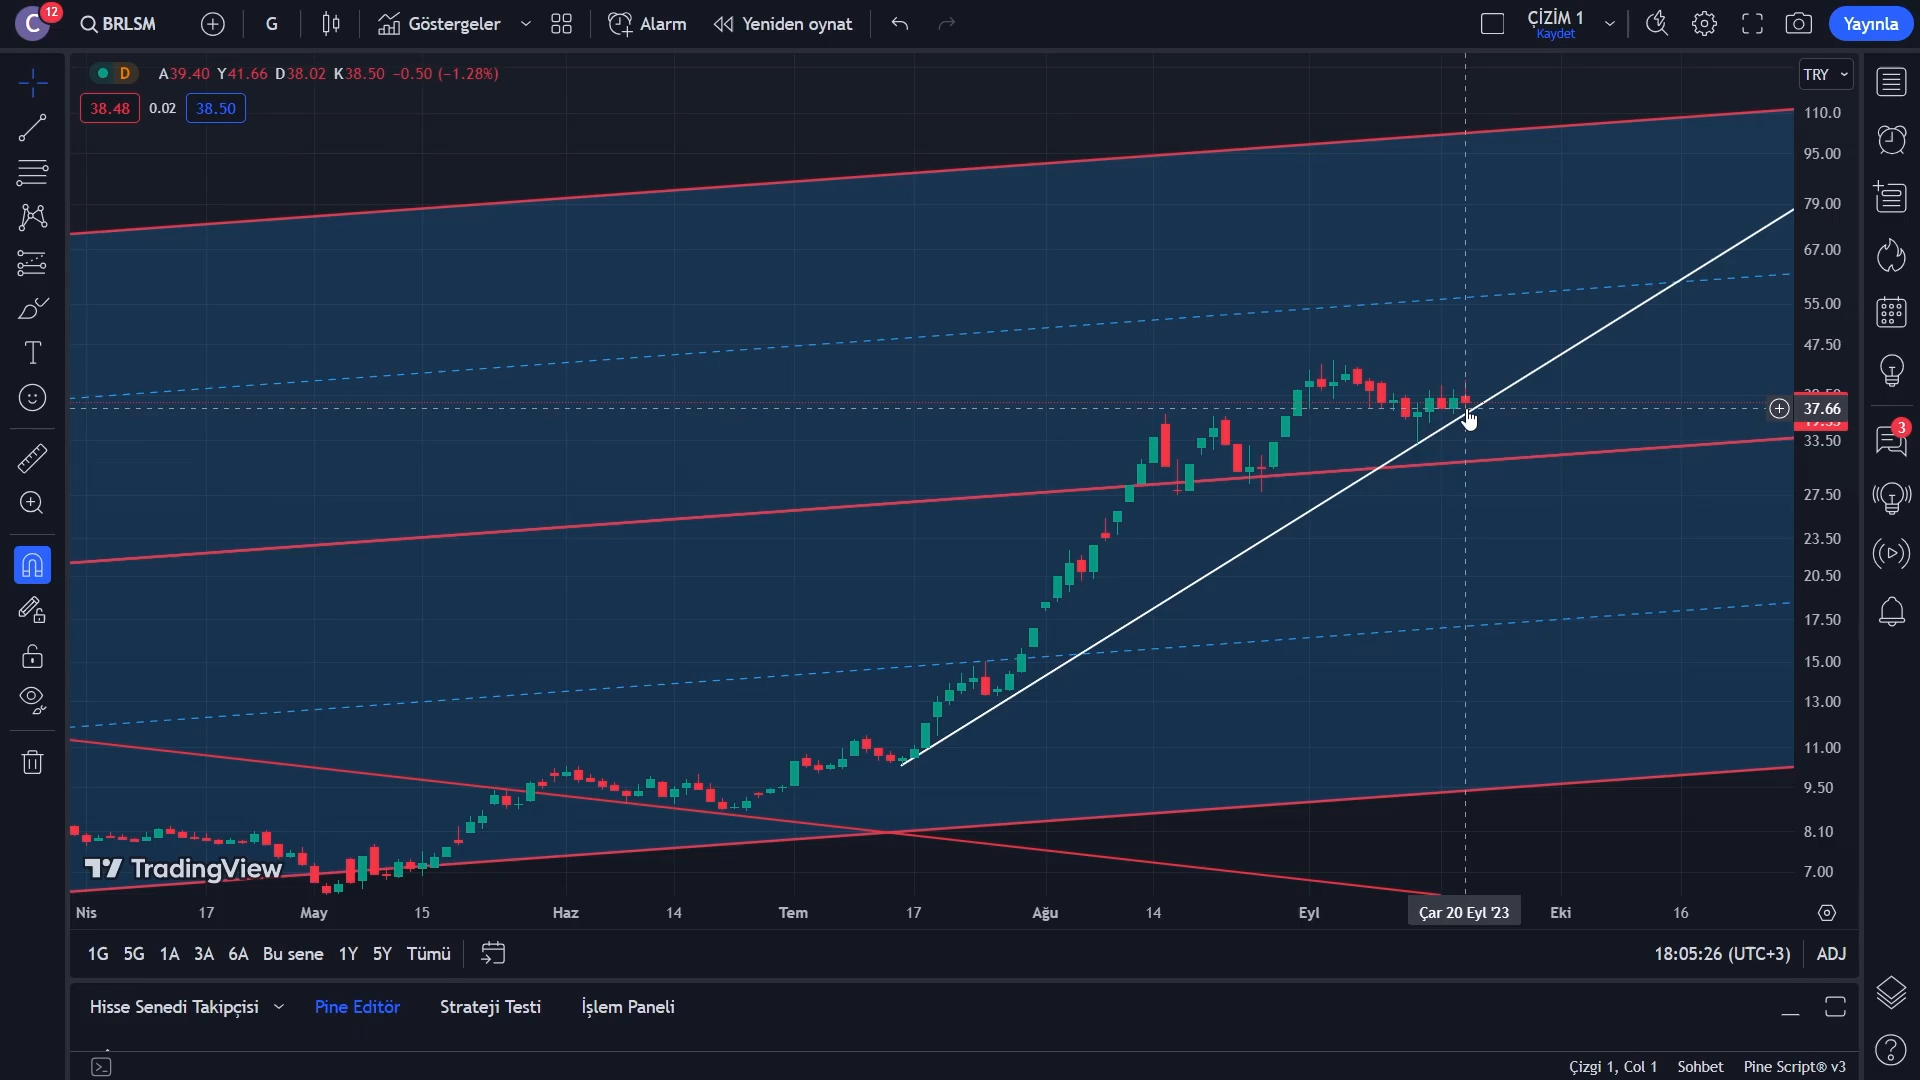 C 12 BRLSM G Göstergeler Alarm Yeniden oynat ÇİZİM 1 Kaydet Yayınla
D A39.40 Y41.66 D38.02 K38.50 −0.50 (−1.28%)
38.48 0.02 38.50
TRY
110.0
95.00
79.00
67.00
55.00
47.50
37.66
33.50
27.50
23.50
20.50
17.50
15.00
13.00
11.00
9.50
8.10
7.00
3
TradingView
Nis 17 May 15 Haz 14 Tem 17 Ağu 14 Eyl Çar 20 Eyl '23 Eki 16
1G 5G 1A 3A 6A Bu sene 1Y 5Y Tümü 18:05:26 (UTC+3) ADJ
Hisse Senedi Takipçisi Pine Editör Strateji Testi İşlem Paneli
Çizgi 1, Col 1 Sohbet Pine Script® v3